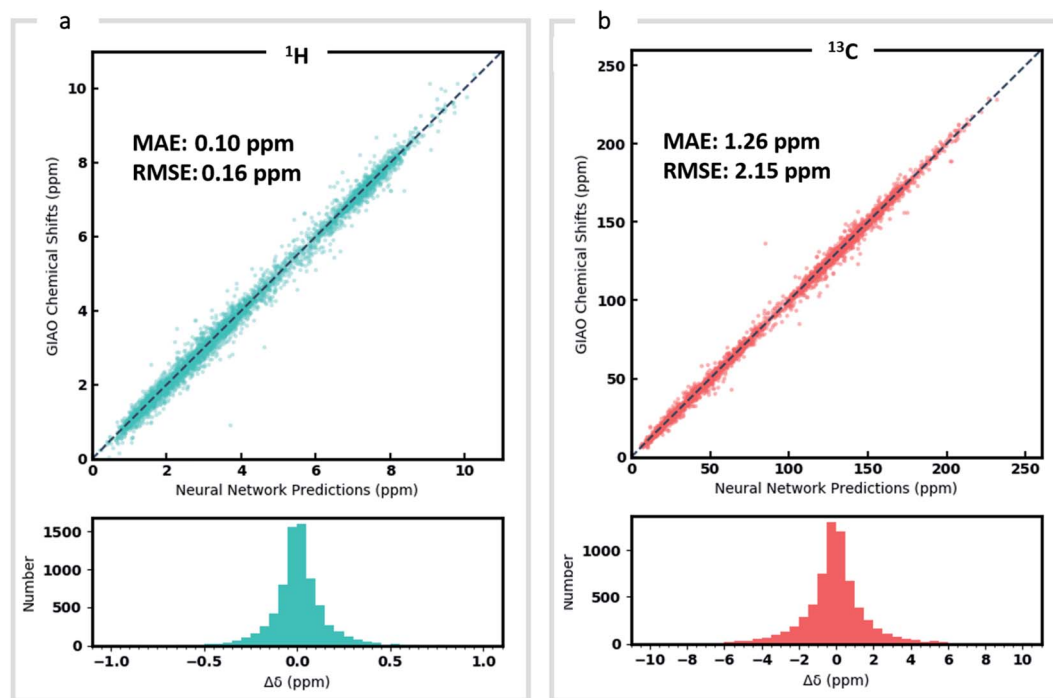 a
¹H
10
8
6
4
2
0
GIAO Chemical Shifts (ppm)
MAE: 0.10 ppm
RMSE: 0.16 ppm
0 2 4 6 8 10
Neural Network Predictions (ppm)
1500
1000
500
0
Number
−1.0 −0.5 0.0 0.5 1.0
Δδ (ppm)
b
¹³C
250
200
150
100
50
0
GIAO Chemical Shifts (ppm)
MAE: 1.26 ppm
RMSE: 2.15 ppm
0 50 100 150 200 250
Neural Network Predictions (ppm)
1000
500
0
Number
−10 −8 −6 −4 −2 0 2 4 6 8 10
Δδ (ppm)